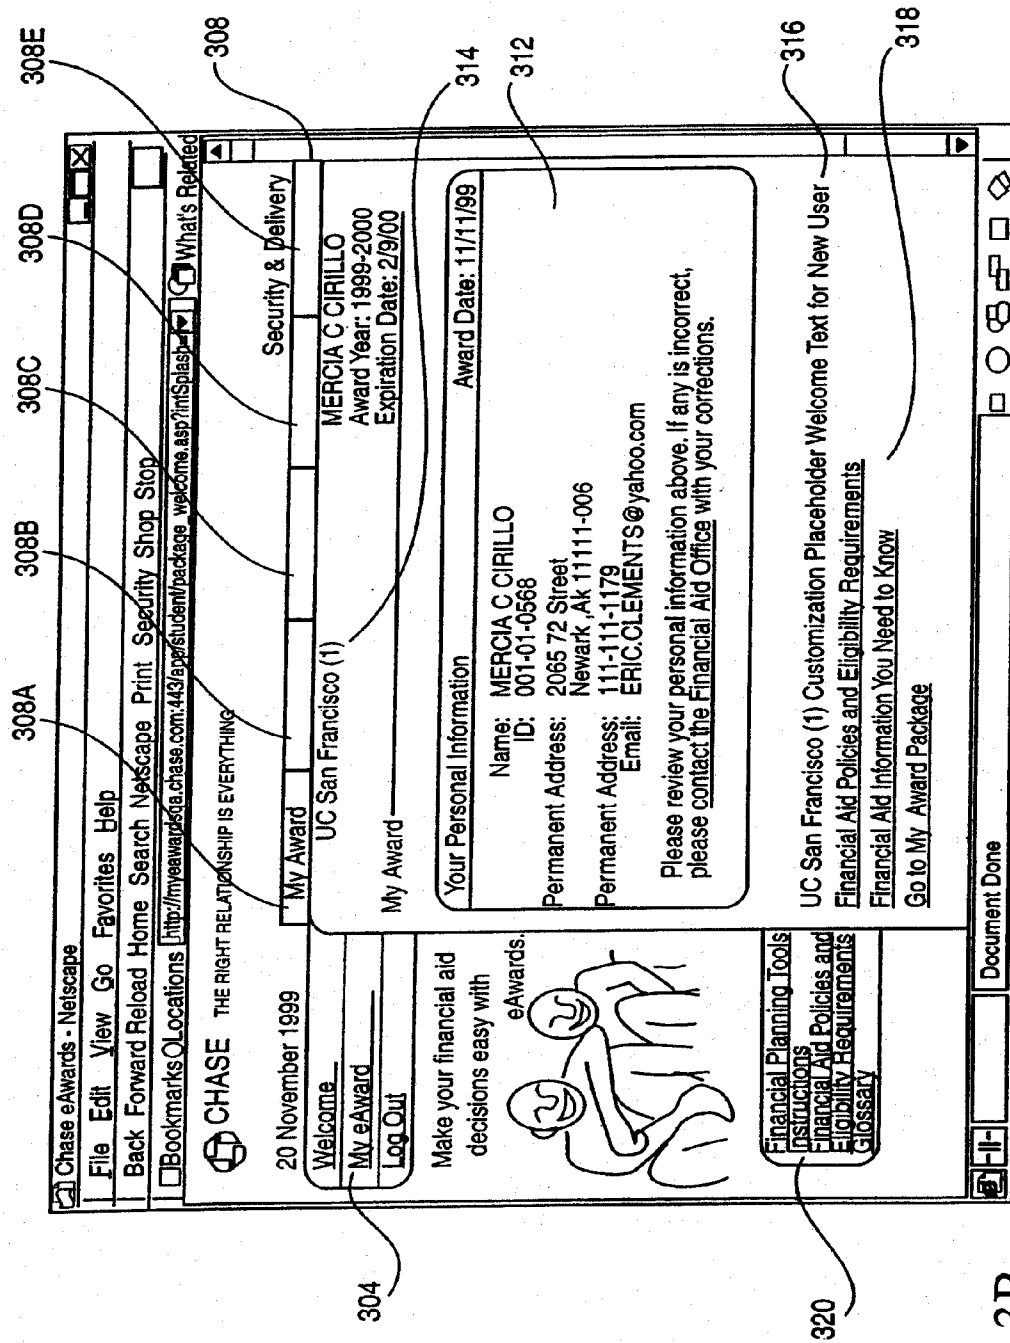 308A
308B
308C
308D
308E
Chase eAwards - Netscape
File Edit View Go Favorites Help
Back Forward Reload Home Search Netscape Print Security Shop Stop
Bookmarks Locations http://myeawardsqa.chase.com:443/app/student/package_welcome.asp?intSplash= What's Related
CHASE THE RIGHT RELATIONSHIP IS EVERYTHING
Security & Delivery
308
20 November 1999
My Award
Welcome
My eAward
Log Out
304
UC San Francisco (1)
314
MERCIA C CIRILLO
Award Year: 1999-2000
Expiration Date: 2/9/00
My Award
Make your financial aid
decisions easy with
eAwards.
Your Personal Information Award Date: 11/11/99
312
Name: MERCIA C CIRILLO
ID: 001-01-0568
Permanent Address: 2065 72 Street
Newark ,Ak 11111-006
Permanent Address: 111-111-1179
Email: ERIC.CLEMENTS@yahoo.com
Please review your personal information above. If any is incorrect,
please contact the Financial Aid Office with your corrections.
Financial Planning Tools
Instructions
Financial Aid Policies and
Eligibility Requirements
Glossary
320
UC San Francisco (1) Customization Placeholder Welcome Text for New User
316
Financial Aid Policies and Eligibility Requirements
Financial Aid Information You Need to Know
Go to My Award Package
318
Document Done